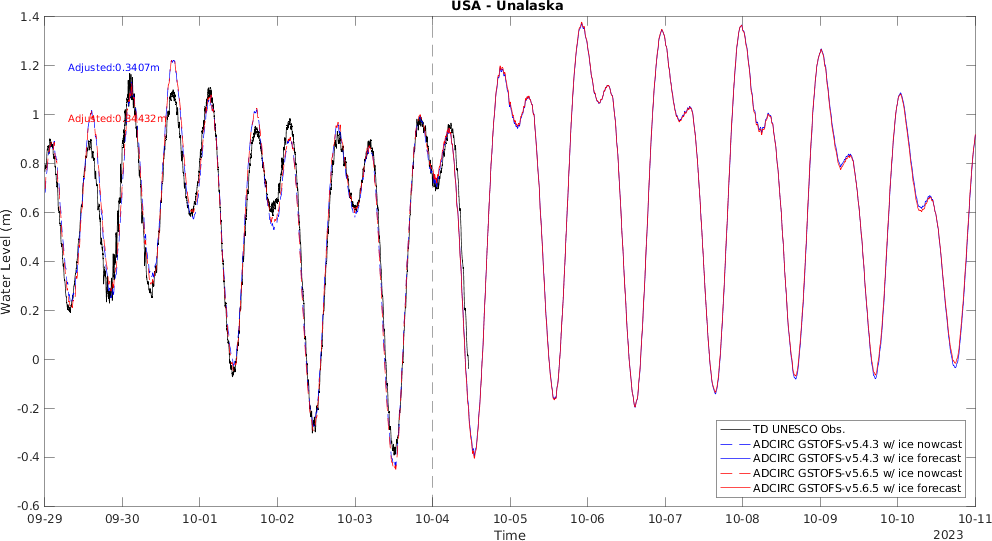 USA - Unalaska
1.4
1.2
1
0.8
0.6
0.4
0.2
0
-0.2
-0.4
-0.6
Water Level (m)
Adjusted:0.3407m
Adjusted:0.34432m
TD UNESCO Obs.
ADCIRC GSTOFS-v5.4.3 w/ ice nowcast
ADCIRC GSTOFS-v5.4.3 w/ ice forecast
ADCIRC GSTOFS-v5.6.5 w/ ice nowcast
ADCIRC GSTOFS-v5.6.5 w/ ice forecast
09-29 09-30 10-01 10-02 10-03 10-04 10-05 10-06 10-07 10-08 10-09 10-10 10-11
Time
2023